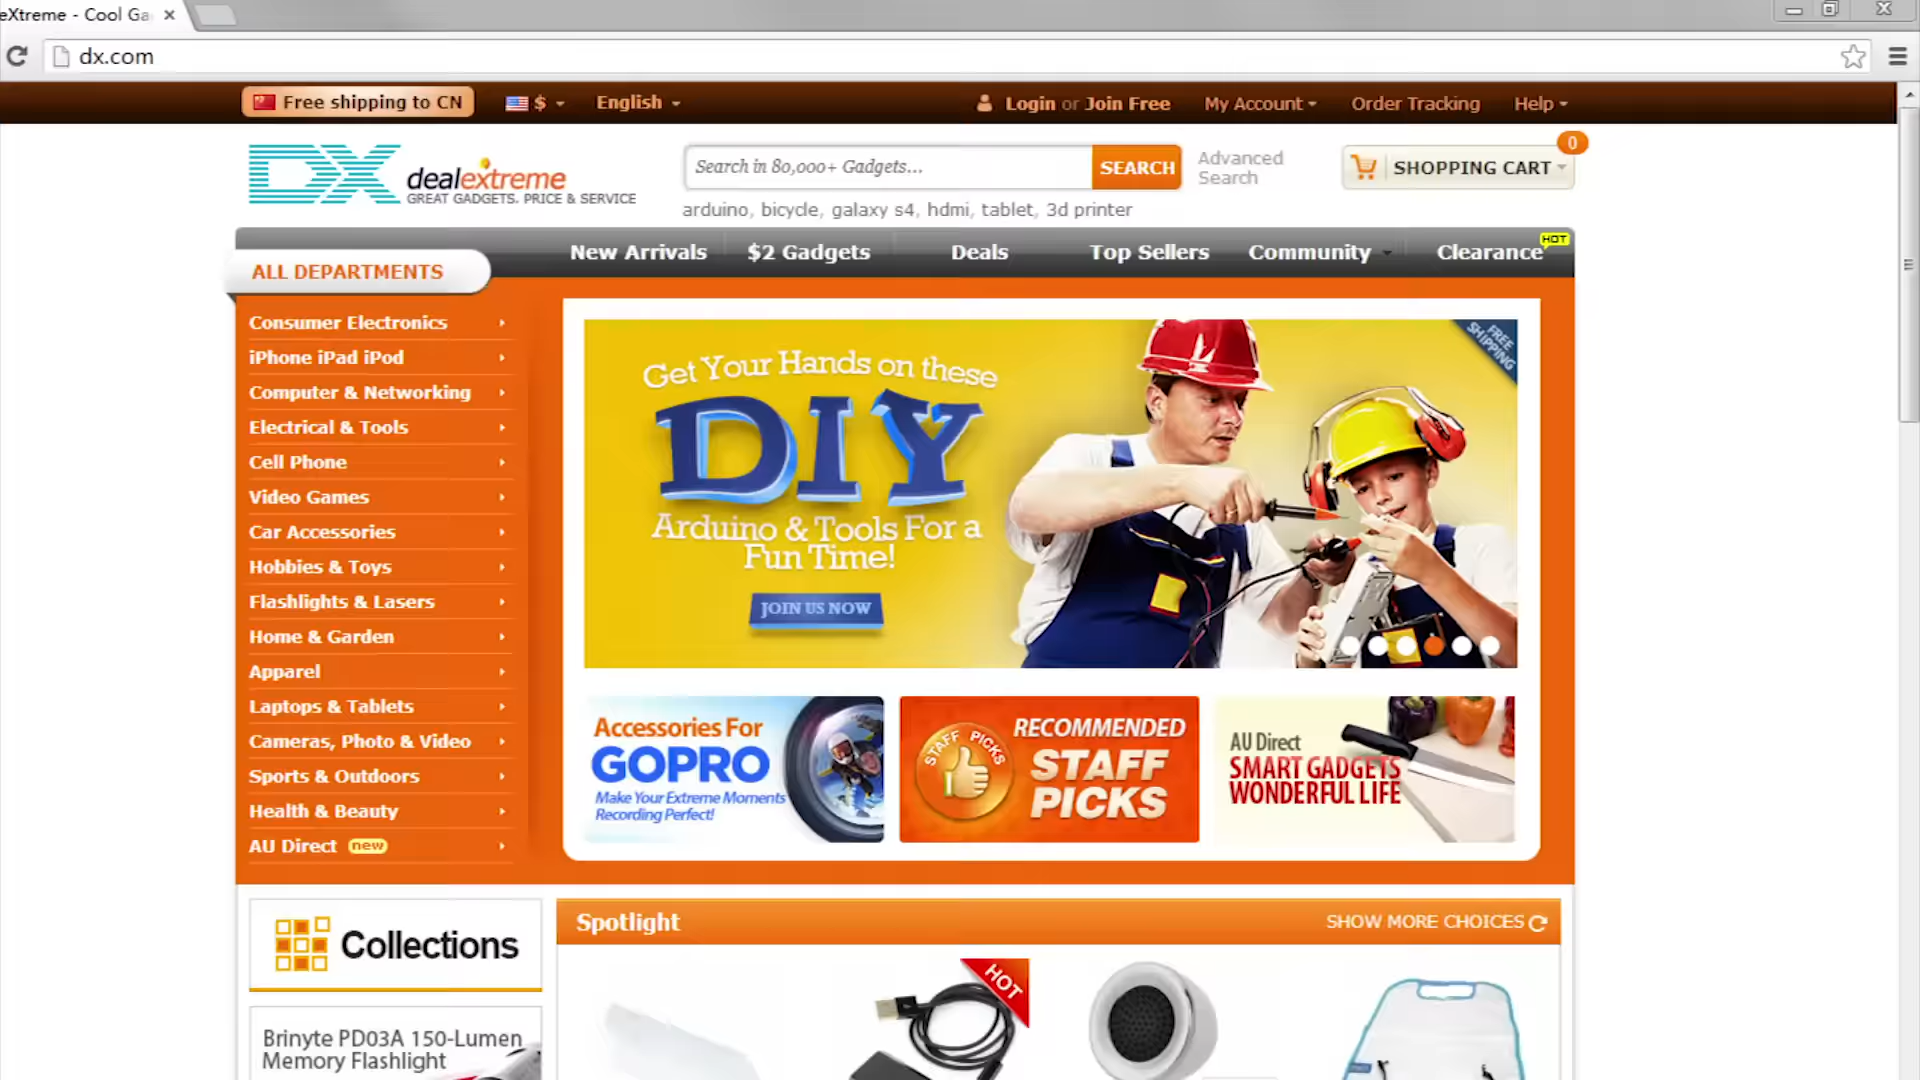 eXtreme - Cool Ga
dx.com
Free shipping to CN
$
English
Login or Join Free
My Account
Order Tracking
Help
DX dealextreme
GREAT GADGETS. PRICE & SERVICE
Search in 80,000+ Gadgets...
SEARCH
Advanced
Search
SHOPPING CART
0
arduino, bicycle, galaxy s4, hdmi, tablet, 3d printer
ALL DEPARTMENTS
New Arrivals
$2 Gadgets
Deals
Top Sellers
Community
Clearance
HOT
Consumer Electronics
iPhone iPad iPod
Computer & Networking
Electrical & Tools
Cell Phone
Video Games
Car Accessories
Hobbies & Toys
Flashlights & Lasers
Home & Garden
Apparel
Laptops & Tablets
Cameras, Photo & Video
Sports & Outdoors
Health & Beauty
AU Direct new
Get Your Hands on these
DIY
Arduino & Tools For a
Fun Time!
JOIN US NOW
FREE
SHIPPING
Accessories For
GOPRO
Make Your Extreme Moments
Recording Perfect!
STAFF PICKS
RECOMMENDED
STAFF
PICKS
AU Direct
SMART GADGETS
WONDERFUL LIFE
Collections
Brinyte PD03A 150-Lumen
Memory Flashlight
Spotlight
SHOW MORE CHOICES
HOT